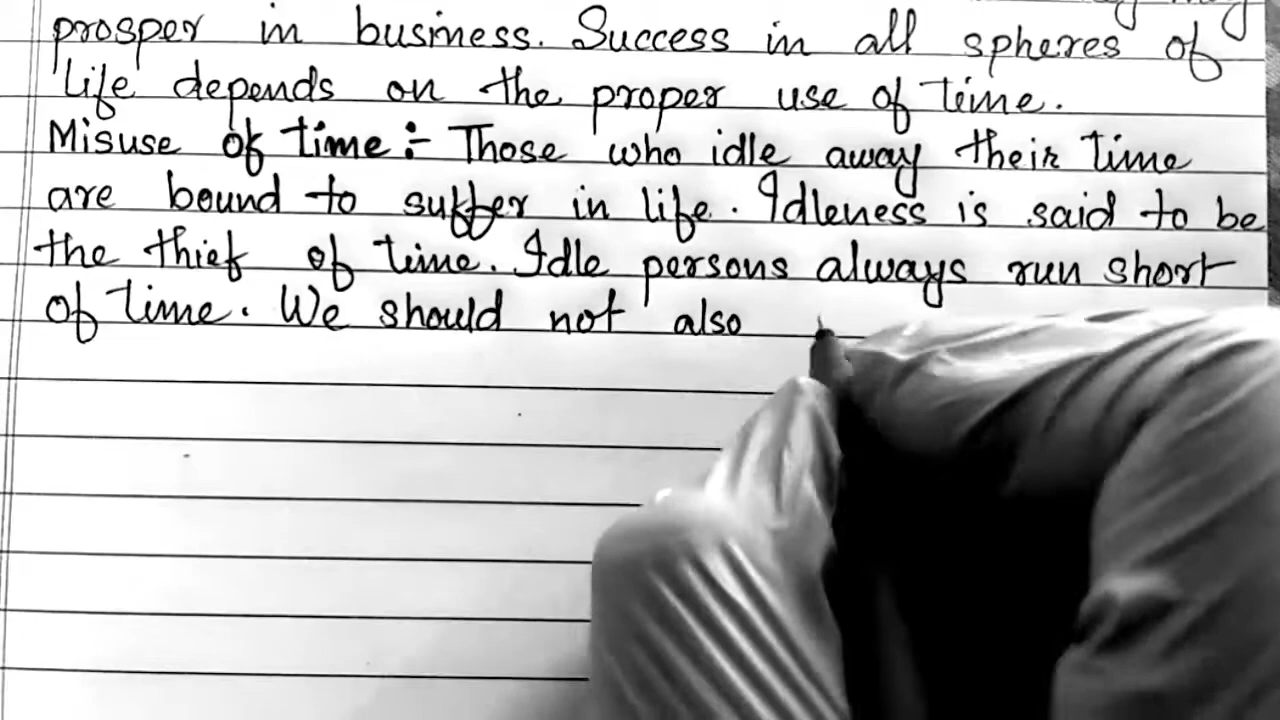 prosper in business. Success in all spheres of
life depends on the proper use of time.
Misuse of time :- Those who idle away their time
are bound to suffer in life. Idleness is said to be
the thief of time. Idle persons always run short
of time. We should not also